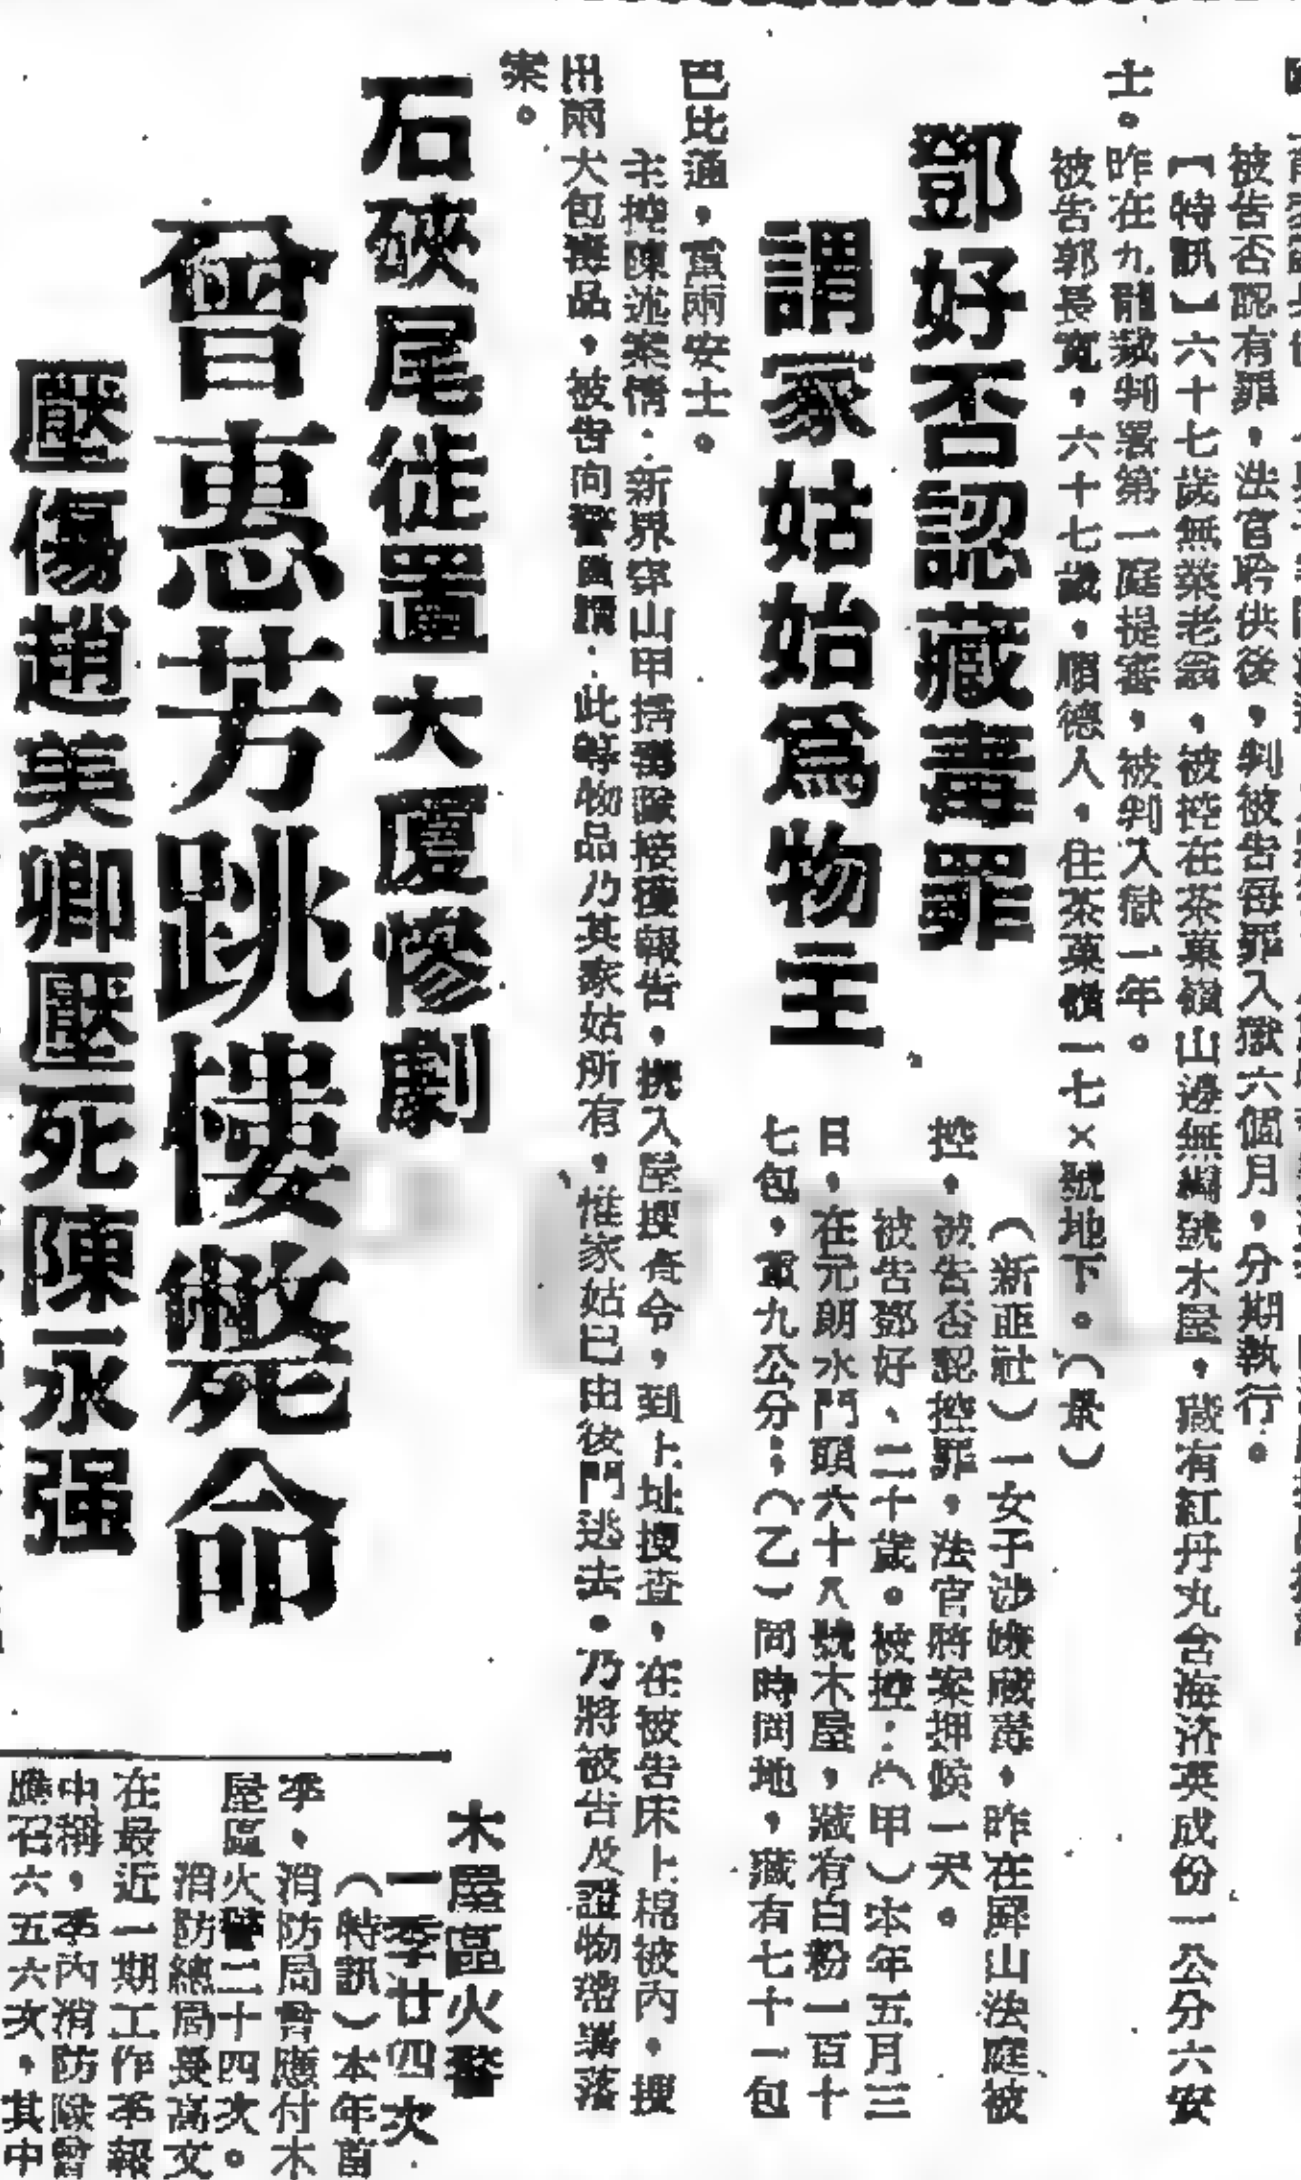 被告否認有罪，法官聆供後，判被告每罪入獄六個月，分期執行。
【特訊】六十七歲無業老翁，被控在茶菓嶺山邊無編號木屋，藏有紅丹丸含海洛英成份一公分六安
士。昨在九龍裁判署第一庭提審，被判入獄一年。
被告郭長寬，六十七歲，順德人，住茶菓嶺一七×號地下。（景）
鄧好否認藏毒罪
謂家姑始爲物主
（新亞社）一女子涉嫌藏毒，昨在屏山法庭被
控，被告否認控罪，法官將案押候一天。
被告鄧好、二十歲。被控：（甲）本年五月三
日，在元朗水門頭六十八號木屋，藏有白粉一百十
七包，重九公分；（乙）同時同地，藏有七十一包
巴比通，重兩安士。
主控陳述案情：新界穿山甲掃毒隊接獲報告，携入屋搜查令，到上址搜查，在被告床上棉被內，搜
出兩大包毒品，被告向警員謂：此等物品乃其家姑所有，惟家姑已由後門逃去。乃將被告及證物帶署落
案。
石硤尾徙置大廈慘劇
曾惠芳跳樓斃命
壓傷趙美卿壓死陳永强
木屋區火警
一季廿四次
（特訊）本年首
季、消防局曾應付木
屋區火警二十四次。
消防總局長高文
在最近一期工作季報
中稱，季內消防隊曾
應召六五六次，其中